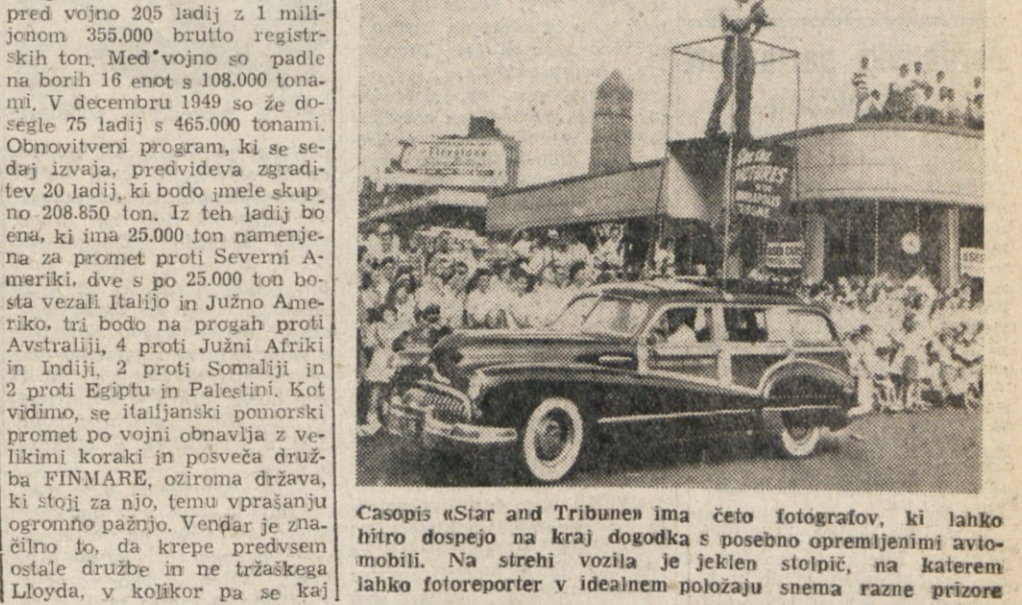 pred vojno 205 ladij z 1 mili-
jonom 355.000 brutto registr-
skih ton. Med vojno so padle
na borih 16 enot s 108.000 tona-
mi. V decembru 1949 so že do-
segle 75 ladij s 465.000 tonami.
Obnovitveni program, ki se se-
daj izvaja, predvideva zgradi-
tev 20 ladij, ki bodo imele skup
no 208.850 ton. Iz teh ladij bo
ena, ki ima 25.000 ton namenje-
na za promet proti Severni A-
meriki, dve s po 25.000 ton bo-
sta vezali Italijo in Južno Ame-
riko, tri bodo na progah proti
Avstraliji, 4 proti Južni Afriki
in Indiji, 2 proti Somaliji in
2 proti Egiptu in Palestini. Kot
vidimo, se italijanski pomorski
promet po vojni obnavlja z ve-
likimi koraki in posveča druž-
ba FINMARE, oziroma država,
ki stoji za njo, temu vprašanju
ogromno pažnjo. Vendar je zna-
čilno to, da krepe predvsem
ostale družbe in ne tržaškega
Lloyda, v kolikor pa se kaj
Firestone
PICTURES
USED CARS
Casopis «Star and Tribune» ima četo fotografov, ki lahko
hitro dospejo na kraj dogodka s posebno opremljenimi avto-
mobili. Na strehi vozila je jeklen stolpič, na katerem
lahko fotoreporter v idealnem položaju snema razne prizore